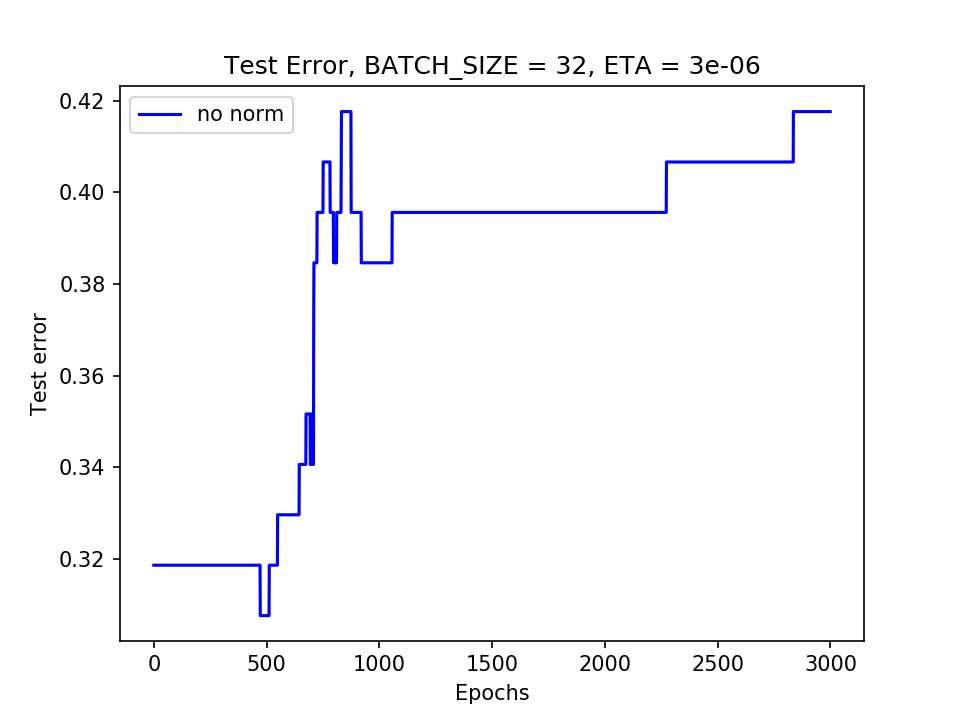 Test Error, BATCH_SIZE = 32, ETA = 3e-06
no norm
0.42
0.40
0.38
0.36
0.34
0.32
Test error
0 500 1000 1500 2000 2500 3000
Epochs